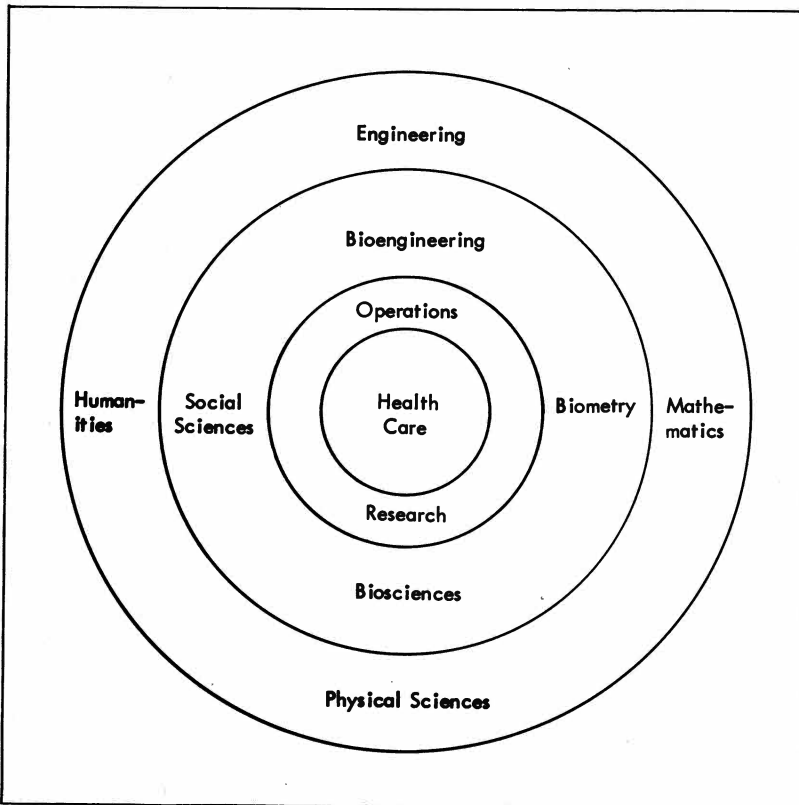 Engineering
Bioengineering
Operations
Human-
ities
Social
Sciences
Health
Care
Biometry
Mathe-
matics
Research
Biosciences
Physical Sciences